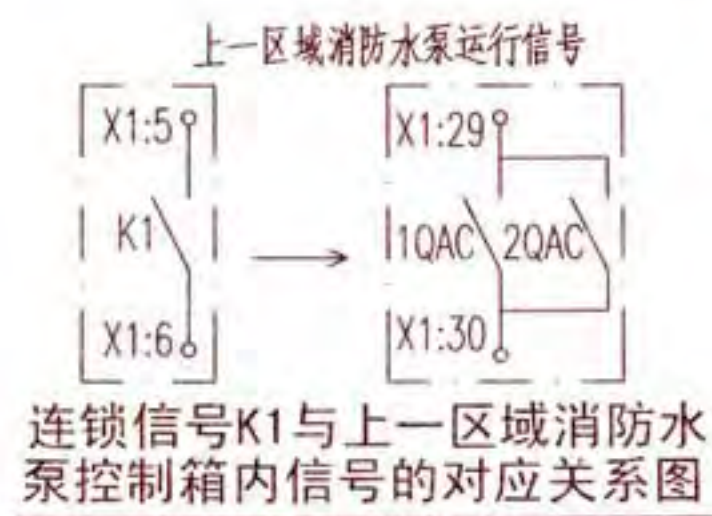 上一区域消防水泵运行信号
X1:5
X1:29
K1
1QAC
2QAC
X1:6
X1:30
连锁信号K1与上一区域消防水
泵控制箱内信号的对应关系图